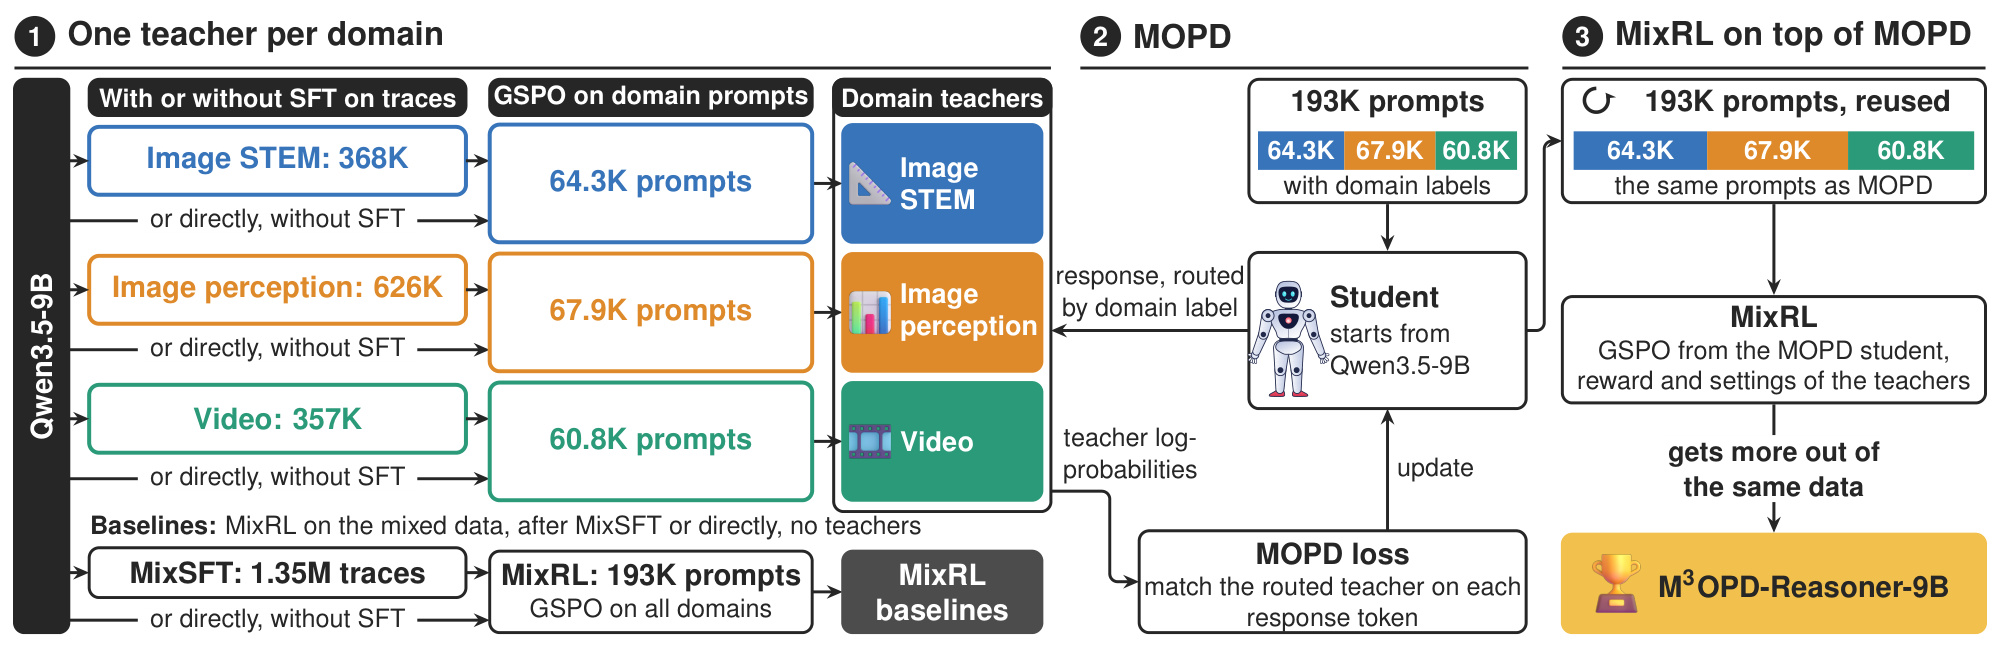 1 One teacher per domain
Qwen3.5-9B
With or without SFT on traces
GSPO on domain prompts
Domain teachers
Image STEM: 368K
or directly, without SFT
64.3K prompts
Image
STEM
Image perception: 626K
or directly, without SFT
67.9K prompts
Image
perception
Video: 357K
or directly, without SFT
60.8K prompts
Video
Baselines: MixRL on the mixed data, after MixSFT or directly, no teachers
MixSFT: 1.35M traces
or directly, without SFT
MixRL: 193K prompts
GSPO on all domains
MixRL
baselines
2 MOPD
193K prompts
64.3K 67.9K 60.8K
with domain labels
response, routed
by domain label
Student
starts from
Qwen3.5-9B
teacher log-
probabilities
update
MOPD loss
match the routed teacher on each
response token
3 MixRL on top of MOPD
193K prompts, reused
64.3K 67.9K 60.8K
the same prompts as MOPD
MixRL
GSPO from the MOPD student,
reward and settings of the teachers
gets more out of
the same data
M³OPD-Reasoner-9B